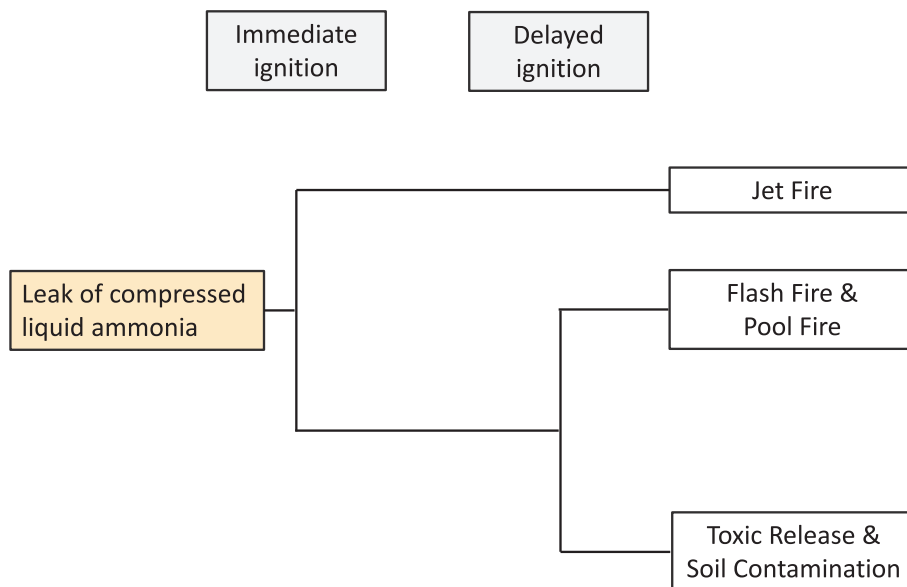 Immediate
ignition
Delayed
ignition
Jet Fire
Leak of compressed
liquid ammonia
Flash Fire &
Pool Fire
Toxic Release &
Soil Contamination